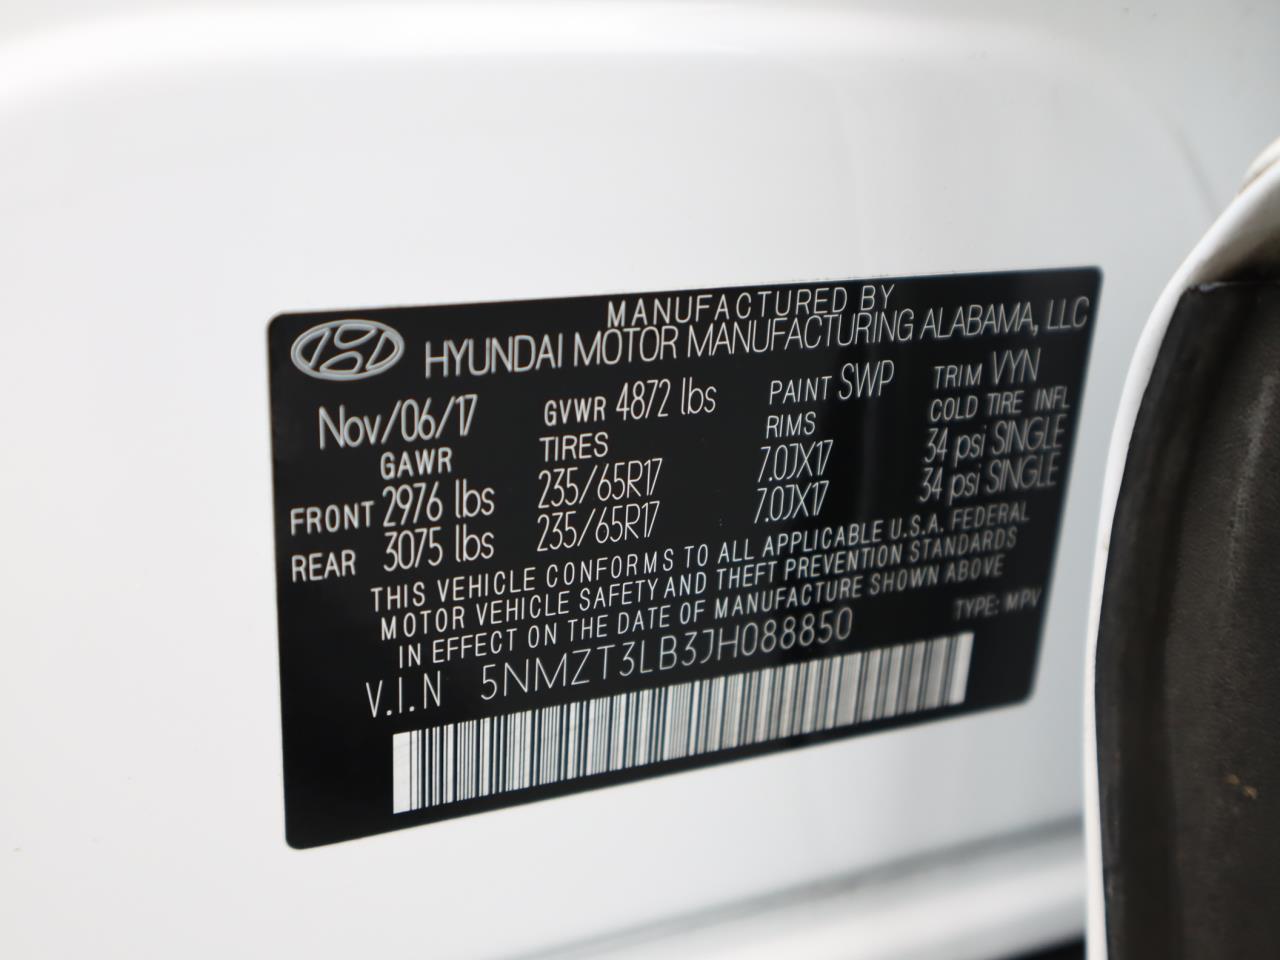 MANUFACTURED BY
HYUNDAI MOTOR MANUFACTURING ALABAMA, LLC
Nov/06/17 GVWR 4872 lbs PAINT SWP TRIM VYN
GAWR TIRES RIMS COLD TIRE INFL
FRONT 2976 lbs 235/65R17 7.0JX17 34 psi SINGLE
REAR 3075 lbs 235/65R17 7.0JX17 34 psi SINGLE
THIS VEHICLE CONFORMS TO ALL APPLICABLE U.S.A. FEDERAL
MOTOR VEHICLE SAFETY AND THEFT PREVENTION STANDARDS
IN EFFECT ON THE DATE OF MANUFACTURE SHOWN ABOVE
V.I.N 5NMZT3LB3JH088850 TYPE: MPV